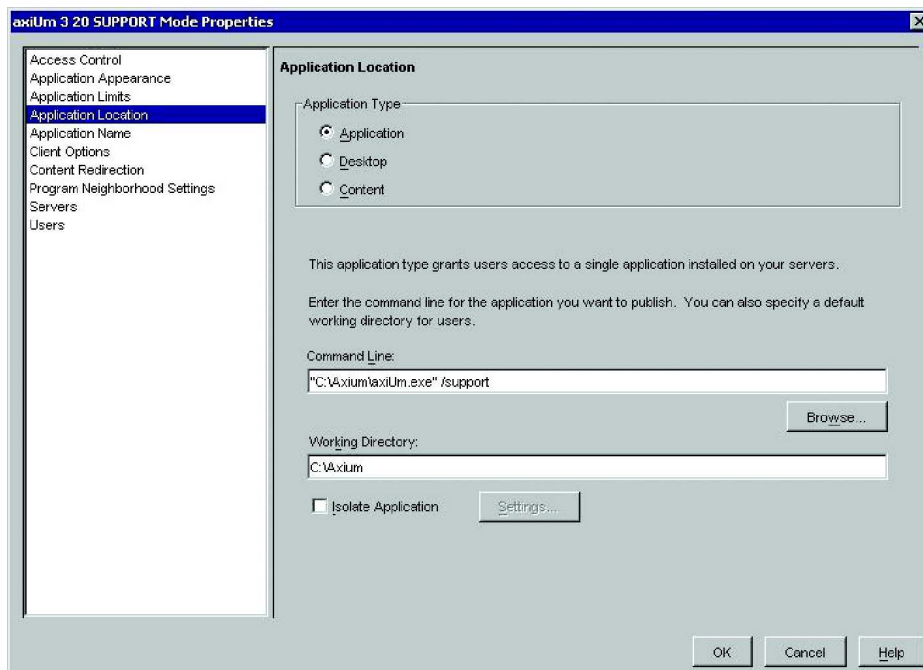 axiUm 3 20 SUPPORT Mode Properties
Access Control
Application Appearance
Application Limits
Application Location
Application Name
Client Options
Content Redirection
Program Neighborhood Settings
Servers
Users
Application Location
Application Type
Application
Desktop
Content
This application type grants users access to a single application installed on your servers.
Enter the command line for the application you want to publish. You can also specify a default
working directory for users.
Command Line:
"C:\Axium\axiUm.exe" /support
Browse...
Working Directory:
C:\Axium
Isolate Application
Settings...
OK
Cancel
Help